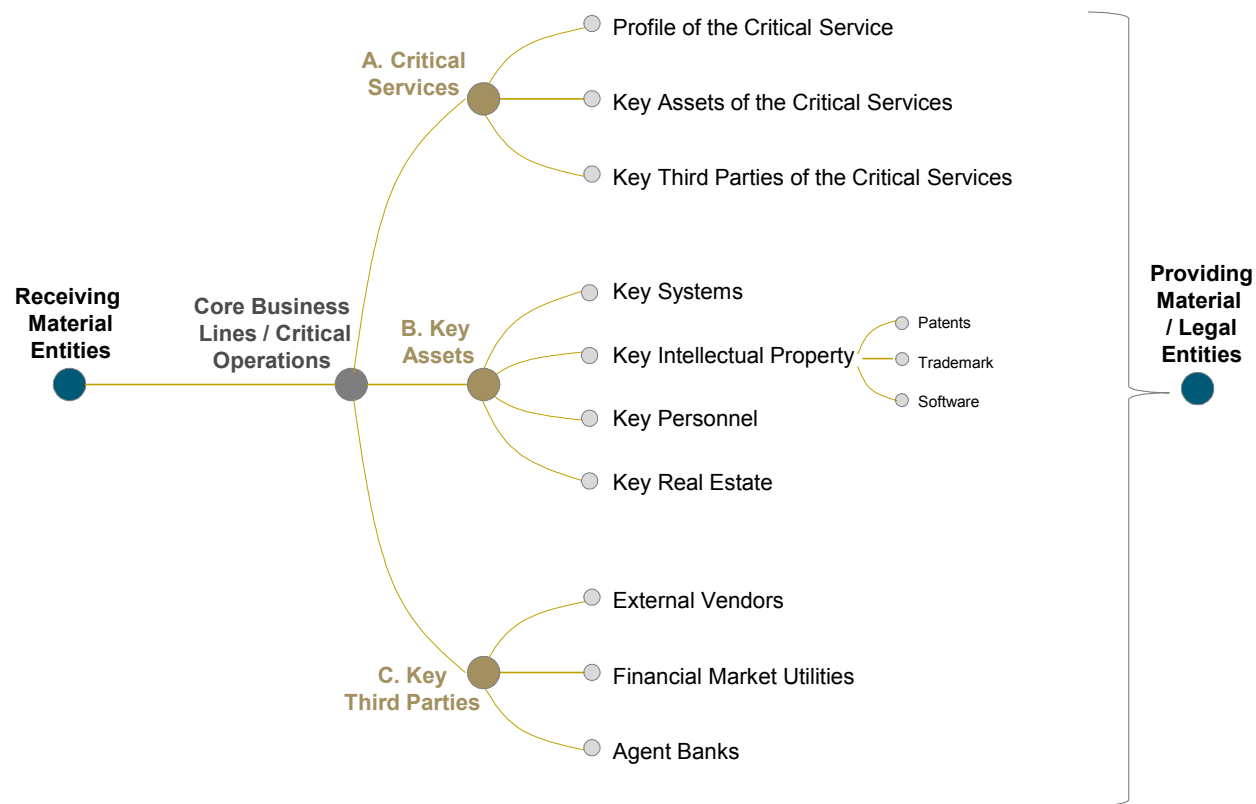 Receiving
Material
Entities
Core Business
Lines / Critical
Operations
A. Critical
Services
Profile of the Critical Service
Key Assets of the Critical Services
Key Third Parties of the Critical Services
B. Key
Assets
Key Systems
Key Intellectual Property
Patents
Trademark
Software
Key Personnel
Key Real Estate
C. Key
Third Parties
External Vendors
Financial Market Utilities
Agent Banks
Providing
Material
/ Legal
Entities